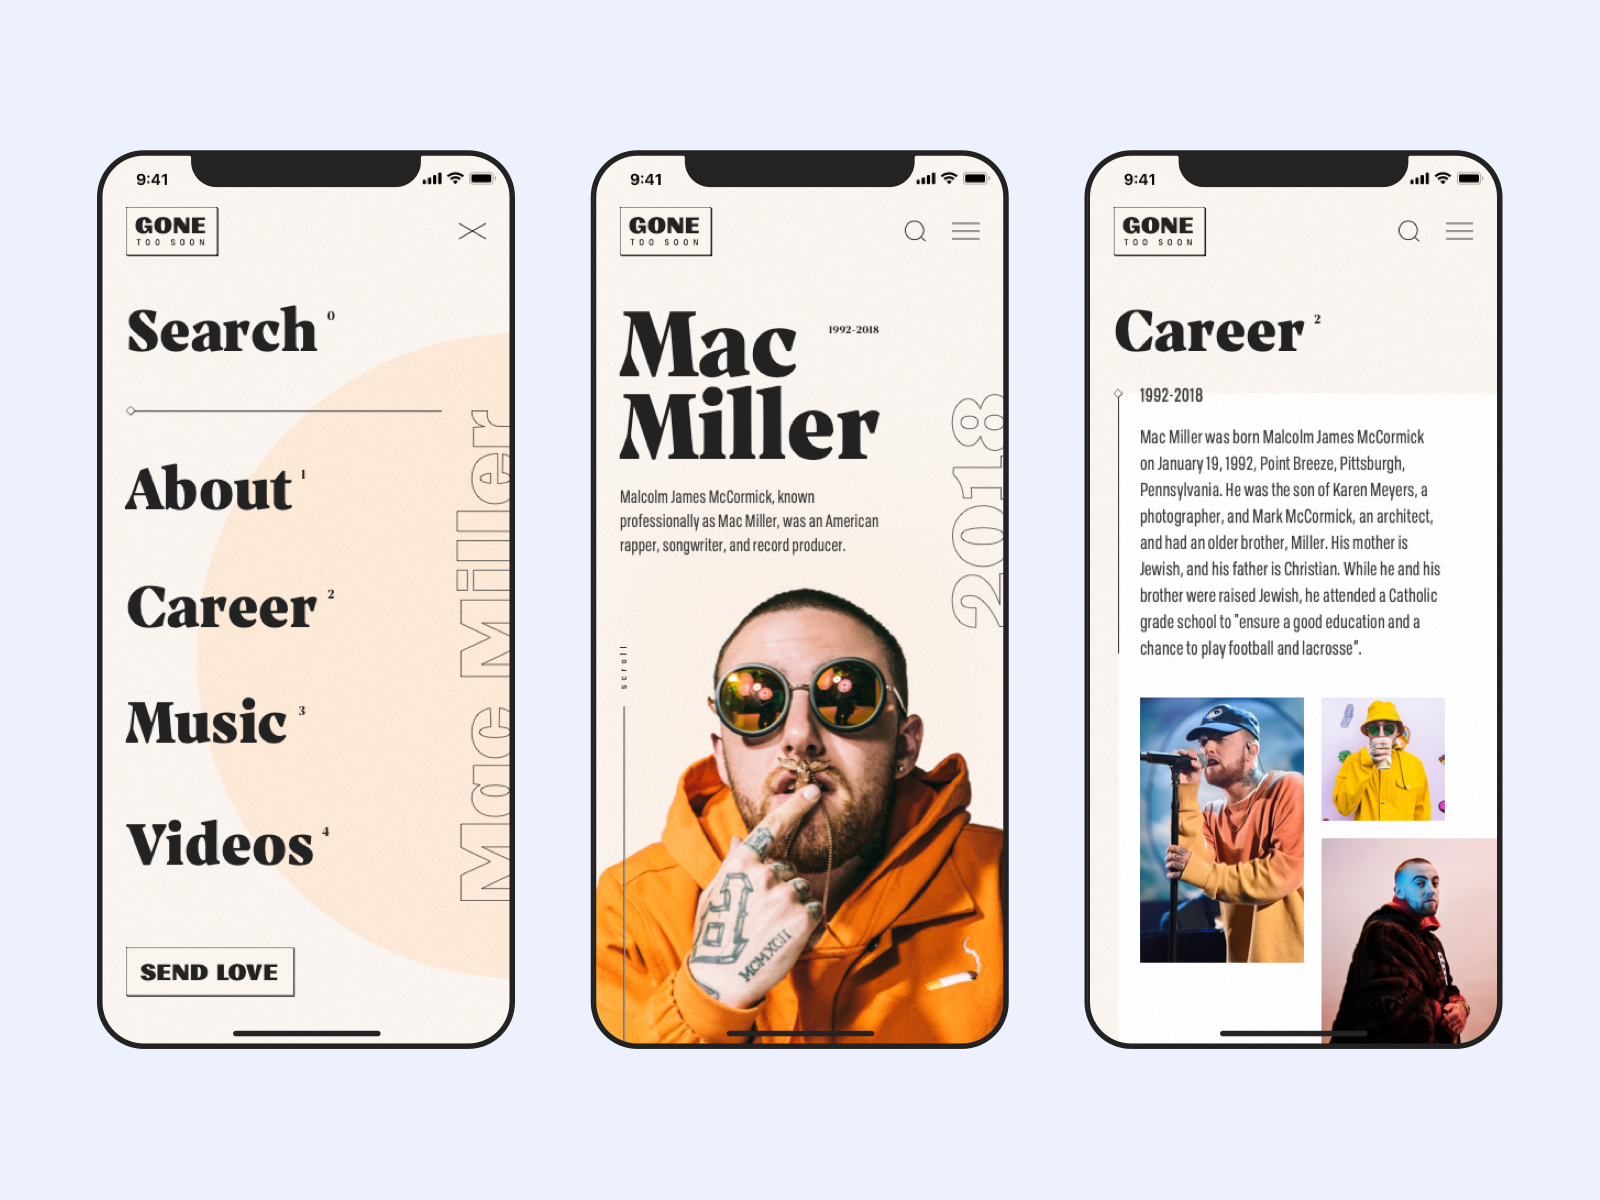 9:41
GONE
TOO SOON
Search 0
About 1
Career 2
Music 3
Videos 4
Mac Miller
SEND LOVE
9:41
GONE
TOO SOON
Mac 1992-2018
Miller
Malcolm James McCormick, known
professionally as Mac Miller, was an American
rapper, songwriter, and record producer.
2018
scroll
MCMXCII
9:41
GONE
TOO SOON
Career 2
1992-2018
Mac Miller was born Malcolm James McCormick
on January 19, 1992, Point Breeze, Pittsburgh,
Pennsylvania. He was the son of Karen Meyers, a
photographer, and Mark McCormick, an architect,
and had an older brother, Miller. His mother is
Jewish, and his father is Christian. While he and his
brother were raised Jewish, he attended a Catholic
grade school to "ensure a good education and a
chance to play football and lacrosse".